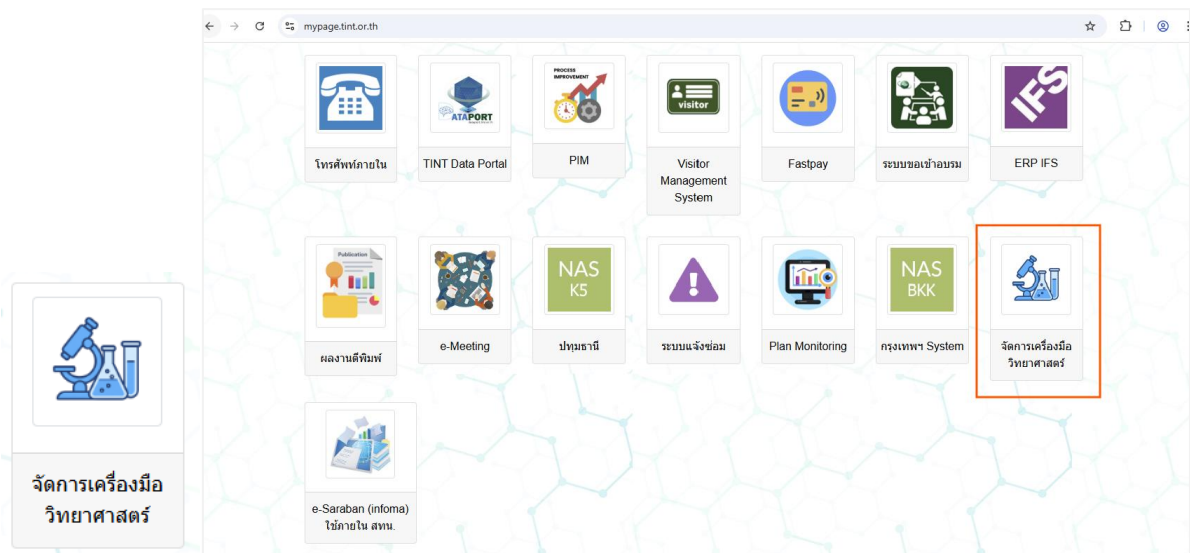 mypage.tint.or.th
PROCESS
IMPROVEMENT
ATAPORT
visitor
IFS
โทรศัพท์ภายใน
TINT Data Portal
PIM
Visitor
Management
System
Fastpay
ระบบขอเข้าอบรม
ERP IFS
Publication
NAS
K5
NAS
BKK
ผลงานตีพิมพ์
e-Meeting
ปทุมธานี
ระบบแจ้งซ่อม
Plan Monitoring
กรุงเทพฯ System
จัดการเครื่องมือ
วิทยาศาสตร์
e-Saraban (infoma)
ใช้ภายใน สทน.
จัดการเครื่องมือ
วิทยาศาสตร์